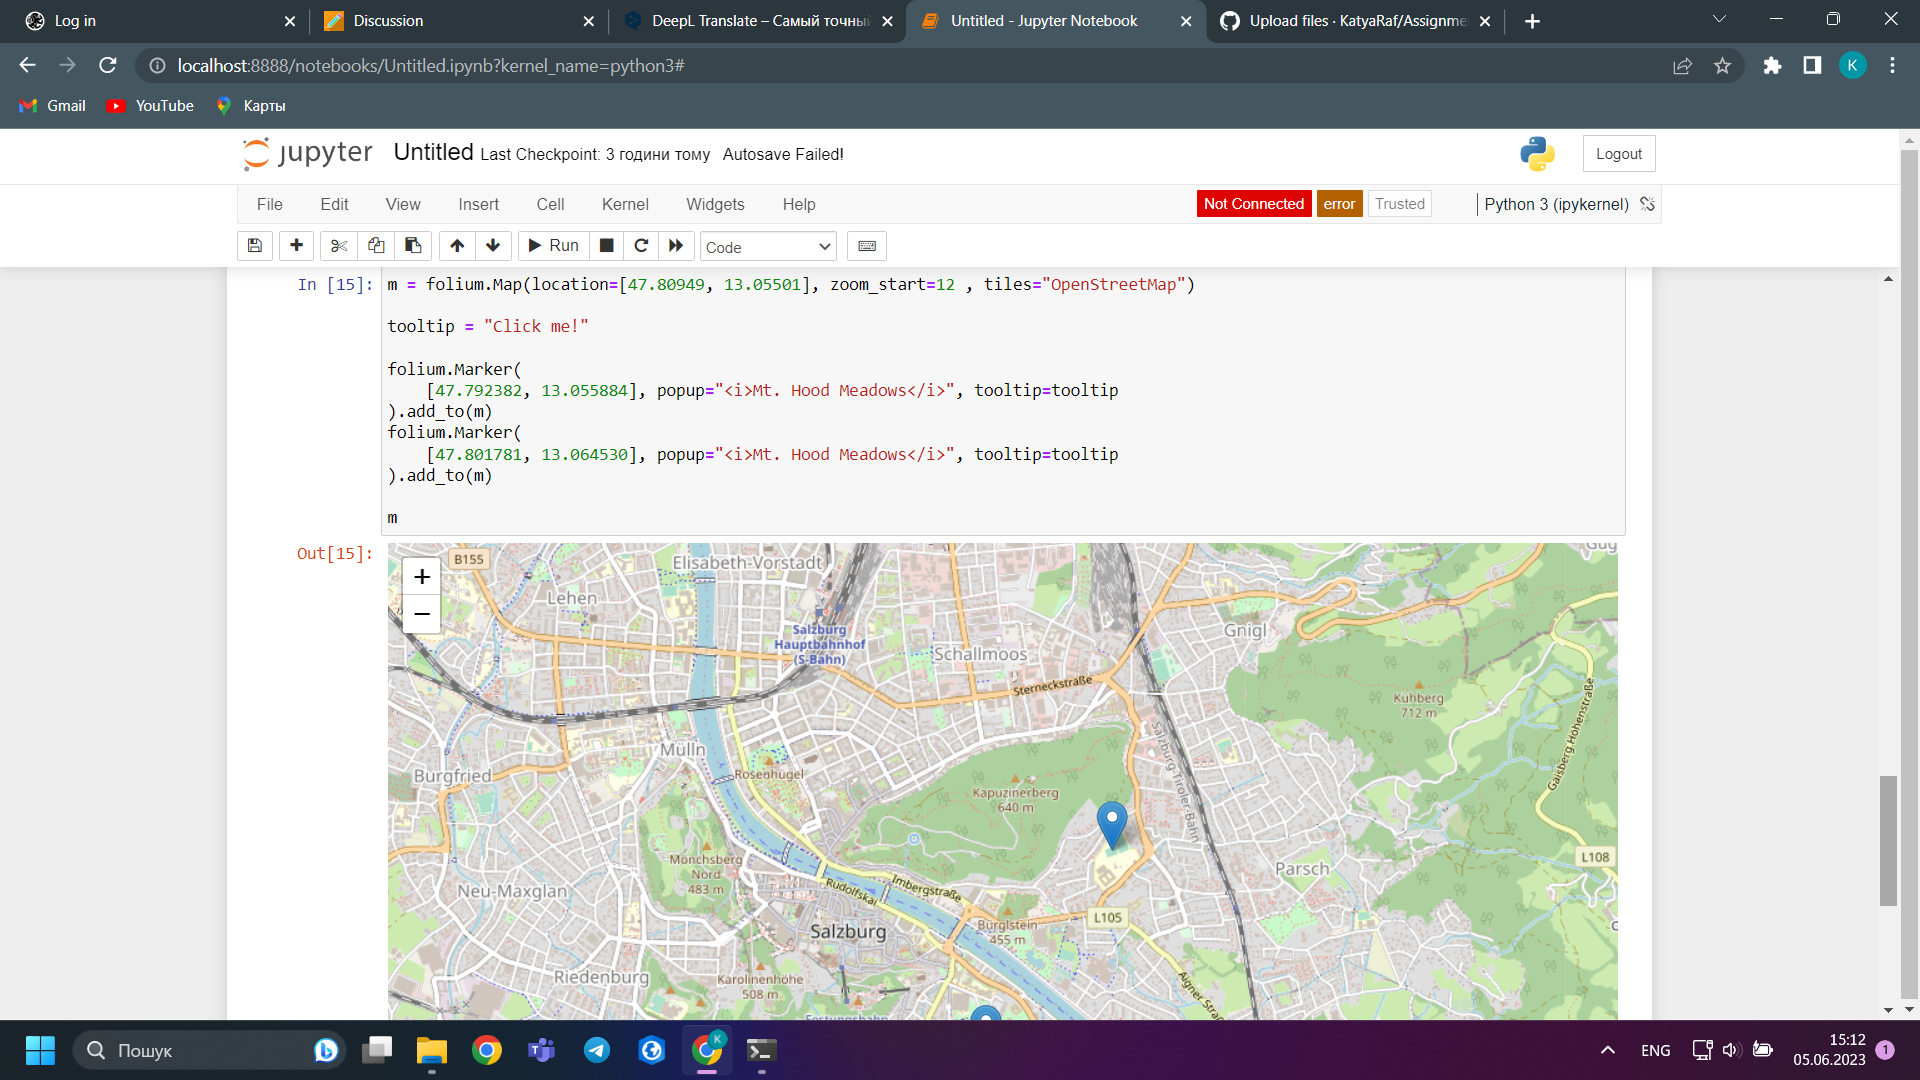 Log in
Discussion
DeepL Translate – Самый точный
Untitled - Jupyter Notebook
Upload files · KatyaRaf/Assignme
localhost:8888/notebooks/Untitled.ipynb?kernel_name=python3#
K
Gmail
YouTube
Карты
jupyter
Untitled Last Checkpoint: 3 години тому Autosave Failed!
Logout
File
Edit
View
Insert
Cell
Kernel
Widgets
Help
Not Connected
error
Trusted
Python 3 (ipykernel)
Run
Code
In [15]:
m = folium.Map(location=[47.80949, 13.05501], zoom_start=12 , tiles="OpenStreetMap")
tooltip = "Click me!"
folium.Marker(
[47.792382, 13.055884], popup="<i>Mt. Hood Meadows</i>", tooltip=tooltip
).add_to(m)
folium.Marker(
[47.801781, 13.064530], popup="<i>Mt. Hood Meadows</i>", tooltip=tooltip
).add_to(m)
m
Out[15]:
+
−
B155
Elisabeth-Vorstadt
Lehen
Salzburg
Hauptbahnhof
(S-Bahn)
Schallmoos
Gnigl
Sterneckstraße
Kuhberg
712 m
Gaisberg Höhenstraße
Salzburg-Tiroler-Bahn
Mülln
Rosenhügel
Burgfried
Kapuzinerberg
640 m
Mönchsberg
Nord
483 m
Neu-Maxglan
Imbergstraße
Parsch
L108
L105
Bürglstein
455 m
Salzburg
Riedenburg
Karolinenhöhe
508 m
Festungsbahn
Пошук
K
ENG
15:12
05.06.2023
1